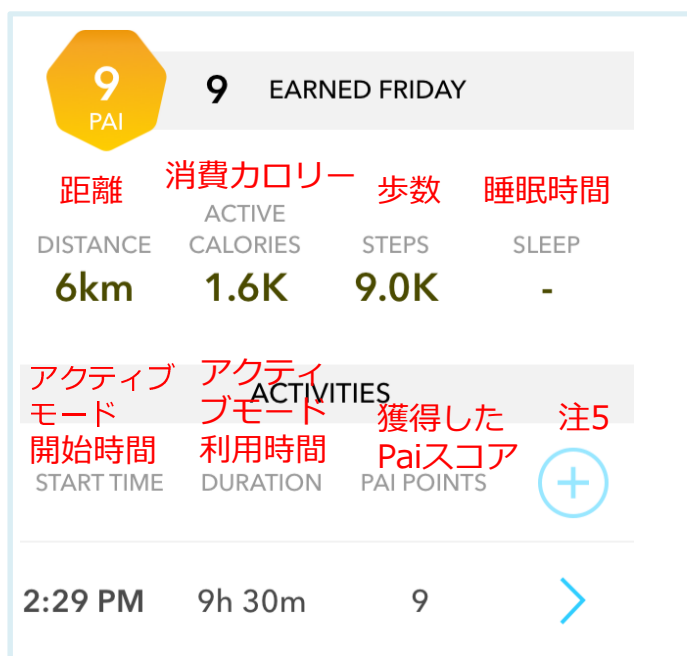 9
PAI
9 EARNED FRIDAY
距離 消費カロリー 歩数 睡眠時間
ACTIVE
DISTANCE CALORIES STEPS SLEEP
6km 1.6K 9.0K -
ACTIVITIES
アクティブ アクティ
モード ブモード 獲得した 注5
開始時間 利用時間 Paiスコア
START TIME DURATION PAI POINTS +
2:29 PM 9h 30m 9